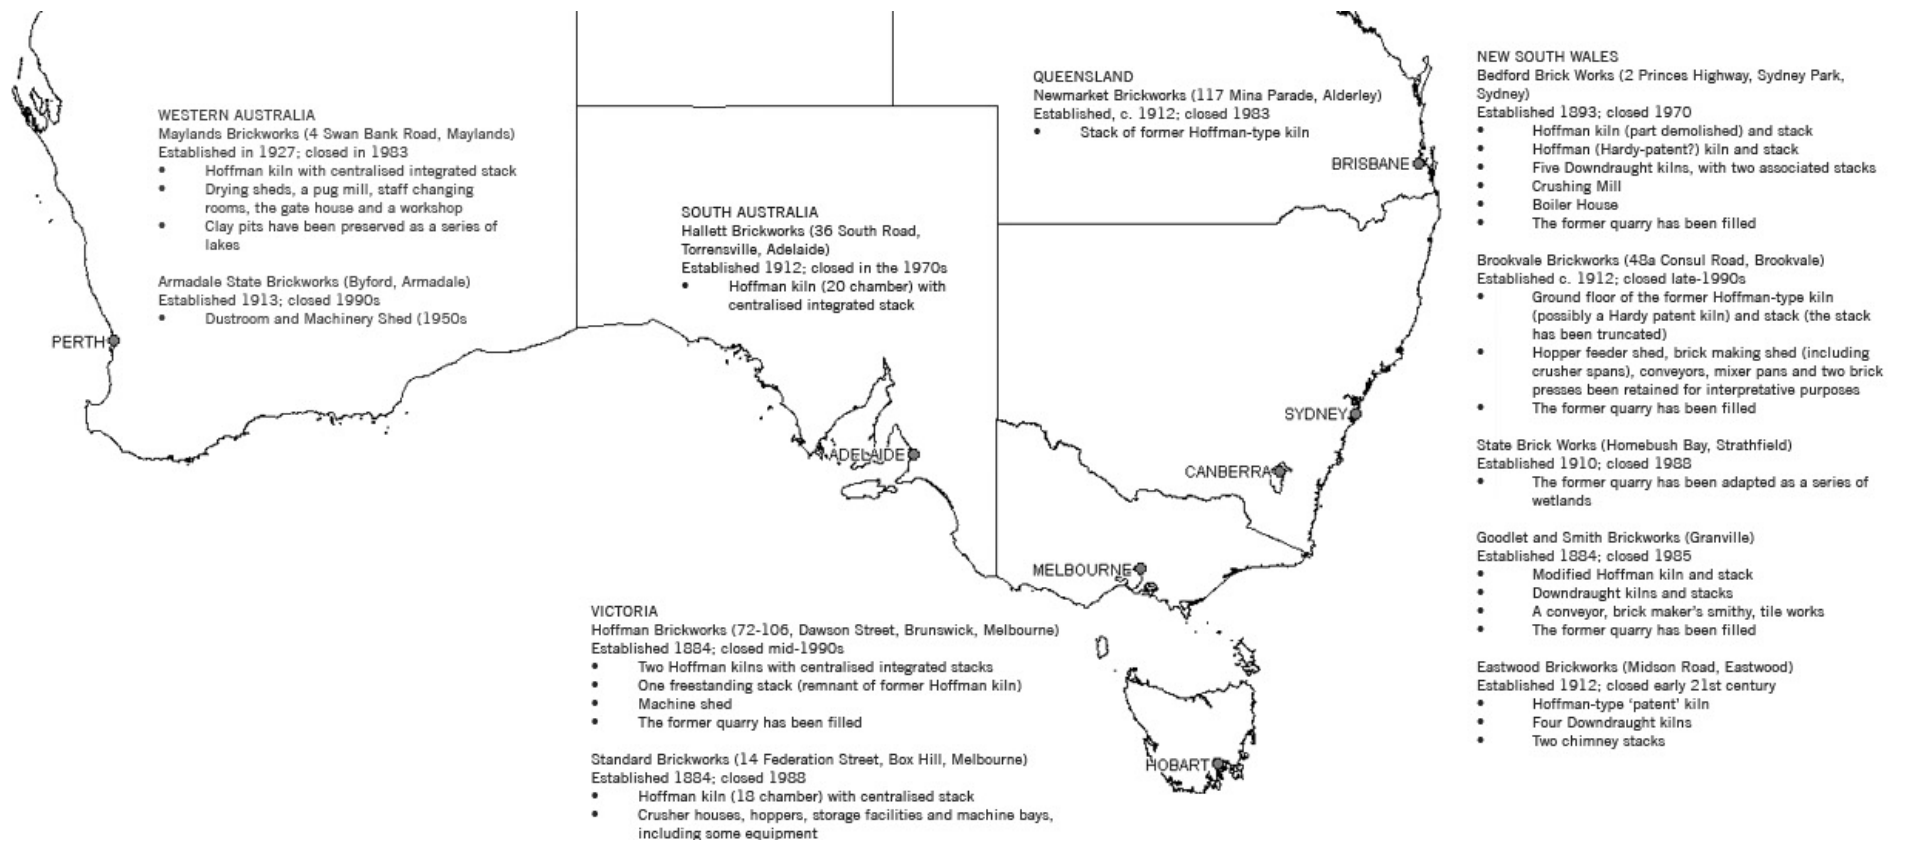 WESTERN AUSTRALIA
Maylands Brickworks (4 Swan Bank Road, Maylands)
Established in 1927; closed in 1983
• Hoffman kiln with centralised integrated stack
• Drying sheds, a pug mill, staff changing
rooms, the gate house and a workshop
• Clay pits have been preserved as a series of
lakes
Armadale State Brickworks (Byford, Armadale)
Established 1913; closed 1990s
• Dustroom and Machinery Shed (1950s
PERTH
SOUTH AUSTRALIA
Hallett Brickworks (36 South Road,
Torrensville, Adelaide)
Established 1912; closed in the 1970s
• Hoffman kiln (20 chamber) with
centralised integrated stack
ADELAIDE
QUEENSLAND
Newmarket Brickworks (117 Mina Parade, Alderley)
Established, c. 1912; closed 1983
• Stack of former Hoffman-type kiln
BRISBANE
SYDNEY
CANBERRA
MELBOURNE
HOBART
VICTORIA
Hoffman Brickworks (72-106, Dawson Street, Brunswick, Melbourne)
Established 1884; closed mid-1990s
• Two Hoffman kilns with centralised integrated stacks
• One freestanding stack (remnant of former Hoffman kiln)
• Machine shed
• The former quarry has been filled
Standard Brickworks (14 Federation Street, Box Hill, Melbourne)
Established 1884; closed 1988
• Hoffman kiln (18 chamber) with centralised stack
• Crusher houses, hoppers, storage facilities and machine bays,
including some equipment
NEW SOUTH WALES
Bedford Brick Works (2 Princes Highway, Sydney Park,
Sydney)
Established 1893; closed 1970
• Hoffman kiln (part demolished) and stack
• Hoffman (Hardy-patent?) kiln and stack
• Five Downdraught kilns, with two associated stacks
• Crushing Mill
• Boiler House
• The former quarry has been filled
Brookvale Brickworks (48a Consul Road, Brookvale)
Established c. 1912; closed late-1990s
• Ground floor of the former Hoffman-type kiln
(possibly a Hardy patent kiln) and stack (the stack
has been truncated)
• Hopper feeder shed, brick making shed (including
crusher spans), conveyors, mixer pans and two brick
presses been retained for interpretative purposes
• The former quarry has been filled
State Brick Works (Homebush Bay, Strathfield)
Established 1910; closed 1988
• The former quarry has been adapted as a series of
wetlands
Goodlet and Smith Brickworks (Granville)
Established 1884; closed 1985
• Modified Hoffman kiln and stack
• Downdraught kilns and stacks
• A conveyor, brick maker's smithy, tile works
• The former quarry has been filled
Eastwood Brickworks (Midson Road, Eastwood)
Established 1912; closed early 21st century
• Hoffman-type ‘patent’ kiln
• Four Downdraught kilns
• Two chimney stacks